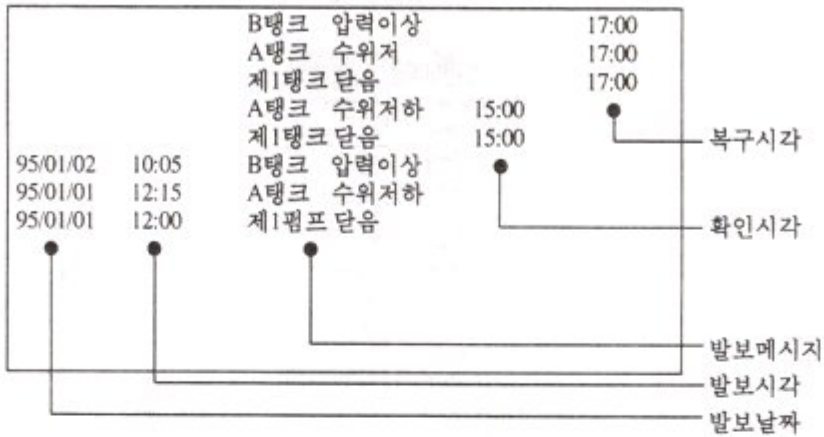 B탱크 압력이상 17:00
A탱크 수위저 17:00
제1탱크 닫음 17:00
A탱크 수위저하 15:00
제1탱크 닫음 15:00
95/01/02 10:05 B탱크 압력이상
95/01/01 12:15 A탱크 수위저하
95/01/01 12:00 제1펌프 닫음
복구시각
확인시각
발보메시지
발보시각
발보날짜